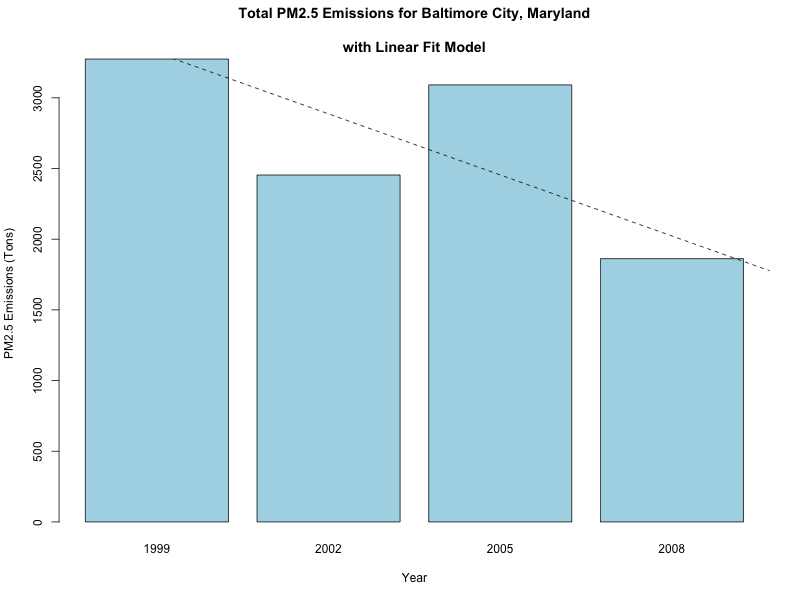 Total PM2.5 Emissions for Baltimore City, Maryland
with Linear Fit Model
PM2.5 Emissions (Tons)
3000
2500
2000
1500
1000
500
0
1999 2002 2005 2008
Year